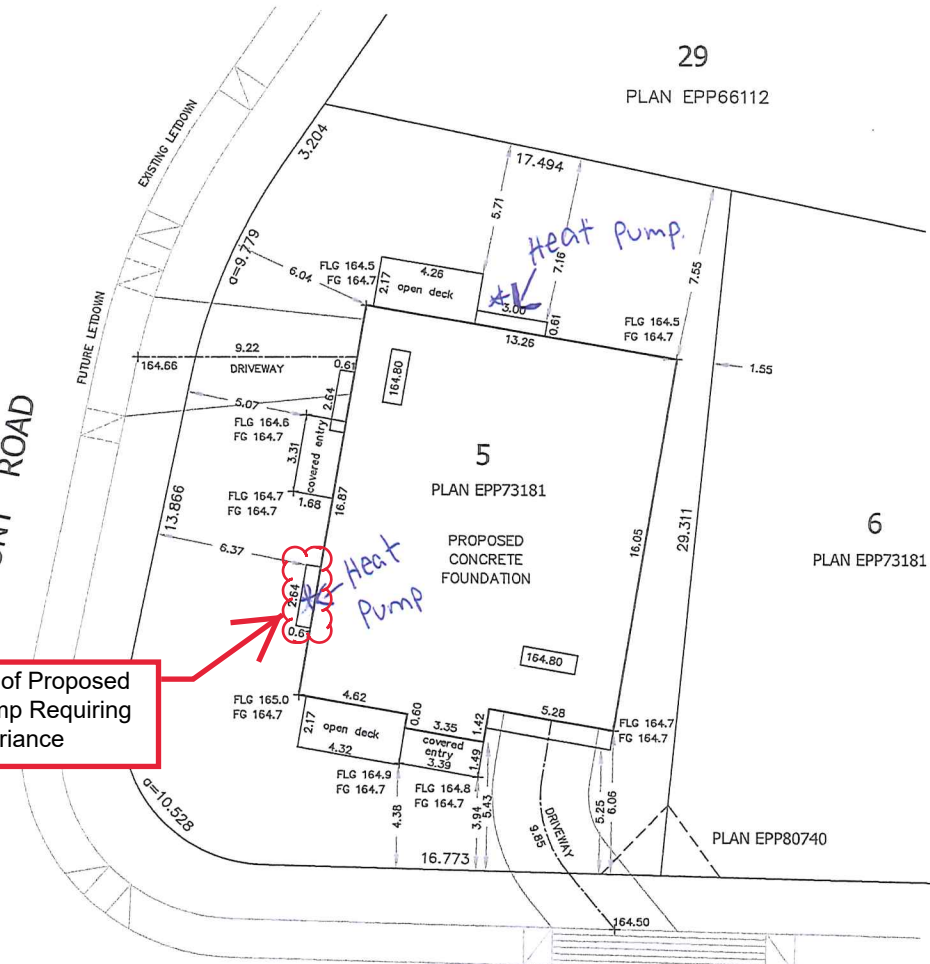 29
PLAN EPP66112
EXISTING LETDOWN
3.204
17.494
5.71
Heat Pump.
7.16
7.55
a=9.779
6.04
FLG 164.5
FG 164.7
4.26
2.17
open deck
3.00
0.61
13.26
FLG 164.5
FG 164.7
1.55
FUTURE LETDOWN
9.22
164.66
DRIVEWAY
0.61
164.80
2.64
5.07
FLG 164.6
FG 164.7
3.31
covered entry
ROAD
5
PLAN EPP73181
FLG 164.7
FG 164.7
1.68
16.87
13.866
PROPOSED
CONCRETE
FOUNDATION
16.05
29.311
6
PLAN EPP73181
6.37
Heat
Pump
2.64
0.61
164.80
of Proposed
mp Requiring
riance
FLG 165.0
FG 164.7
4.62
2.17
open deck
4.32
0.60
3.35
covered
entry
3.39
1.42
1.49
5.28
FLG 164.7
FG 164.7
FLG 164.9
FG 164.7
FLG 164.8
FG 164.7
4.38
3.94
5.43
DRIVEWAY
9.85
5.25
6.06
a=10.528
16.773
PLAN EPP80740
164.50